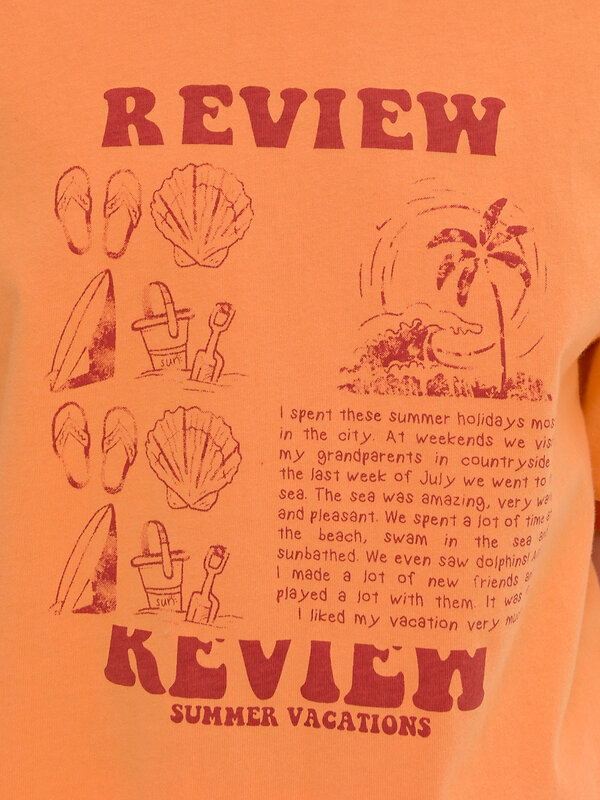 REVIEW
surf
surf
I spent these summer holidays mos
in the city. At weekends we vis
my grandparents in countryside
the last week of July we went to
sea. The sea was amazing, very wa
and pleasant. We spent a lot of time
the beach, swam in the sea an
sunbathed. We even saw dolphins!
I made a lot of new friends
played a lot with them. It was
I liked my vacation very mu
REVIEW
SUMMER VACATIONS